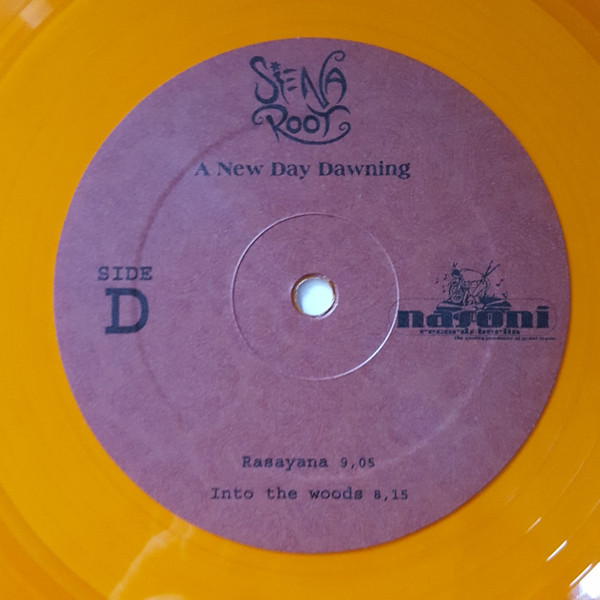 SIENA
ROOT
A New Day Dawning
SIDE
D
nasoni
records berlin
Rasayana 9,05
Into the woods 8,15